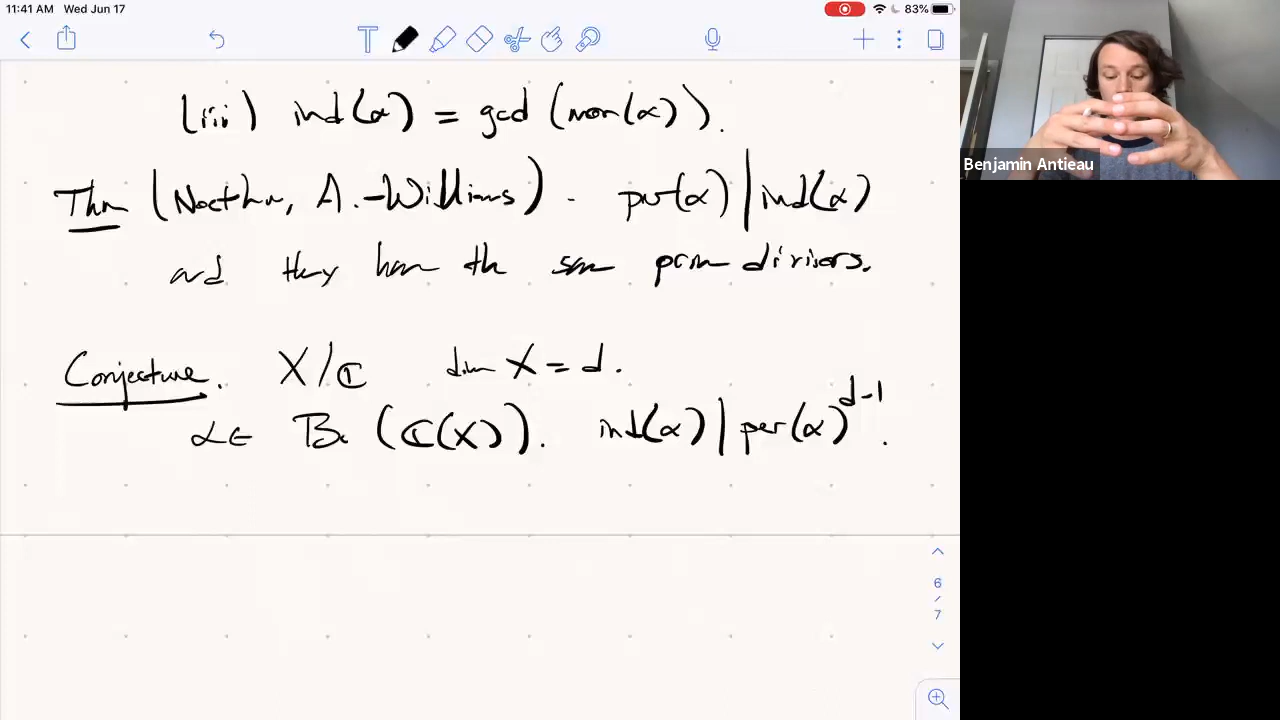 11:41 AM Wed Jun 17
83%
(iii) ind(α) = gcd (mon(α)).
Thm (Noether, A.-Williams). per(α) | ind(α)
and they have the same prime divisors.
Conjecture. X/ℂ dim X = d.
α ∈ Br (ℂ(X)). ind(α) | per(α)^{d-1}.
6
/
7
Benjamin Antieau